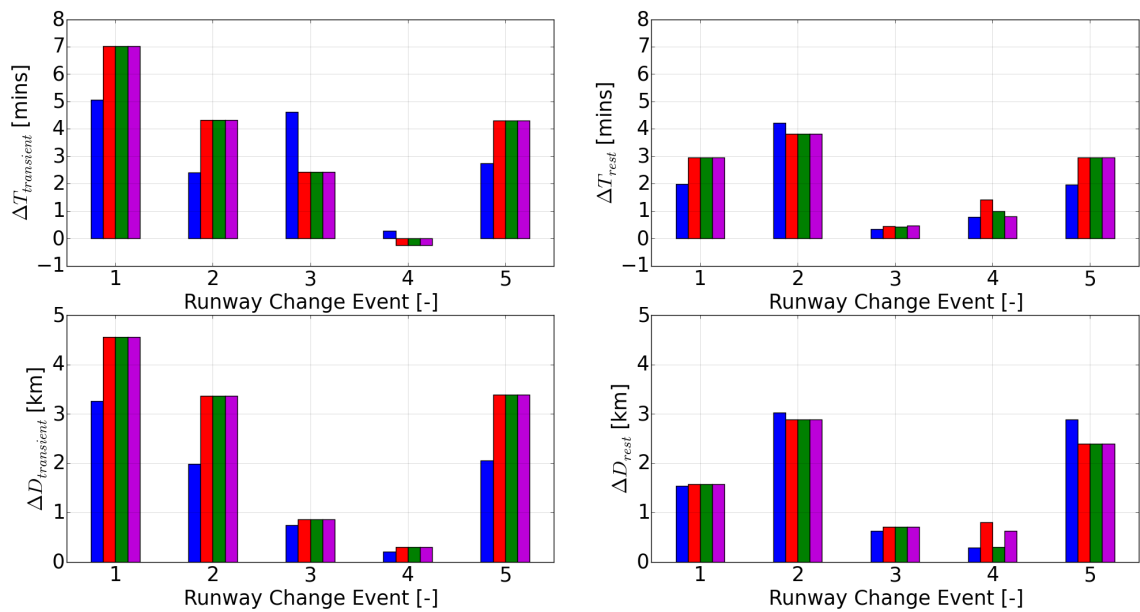 8
7
6
5
4
3
2
1
0
−1
ΔT_transient [mins]
1 2 3 4 5
Runway Change Event [-]
8
7
6
5
4
3
2
1
0
−1
ΔT_rest [mins]
1 2 3 4 5
Runway Change Event [-]
5
4
3
2
1
0
ΔD_transient [km]
1 2 3 4 5
Runway Change Event [-]
5
4
3
2
1
0
ΔD_rest [km]
1 2 3 4 5
Runway Change Event [-]